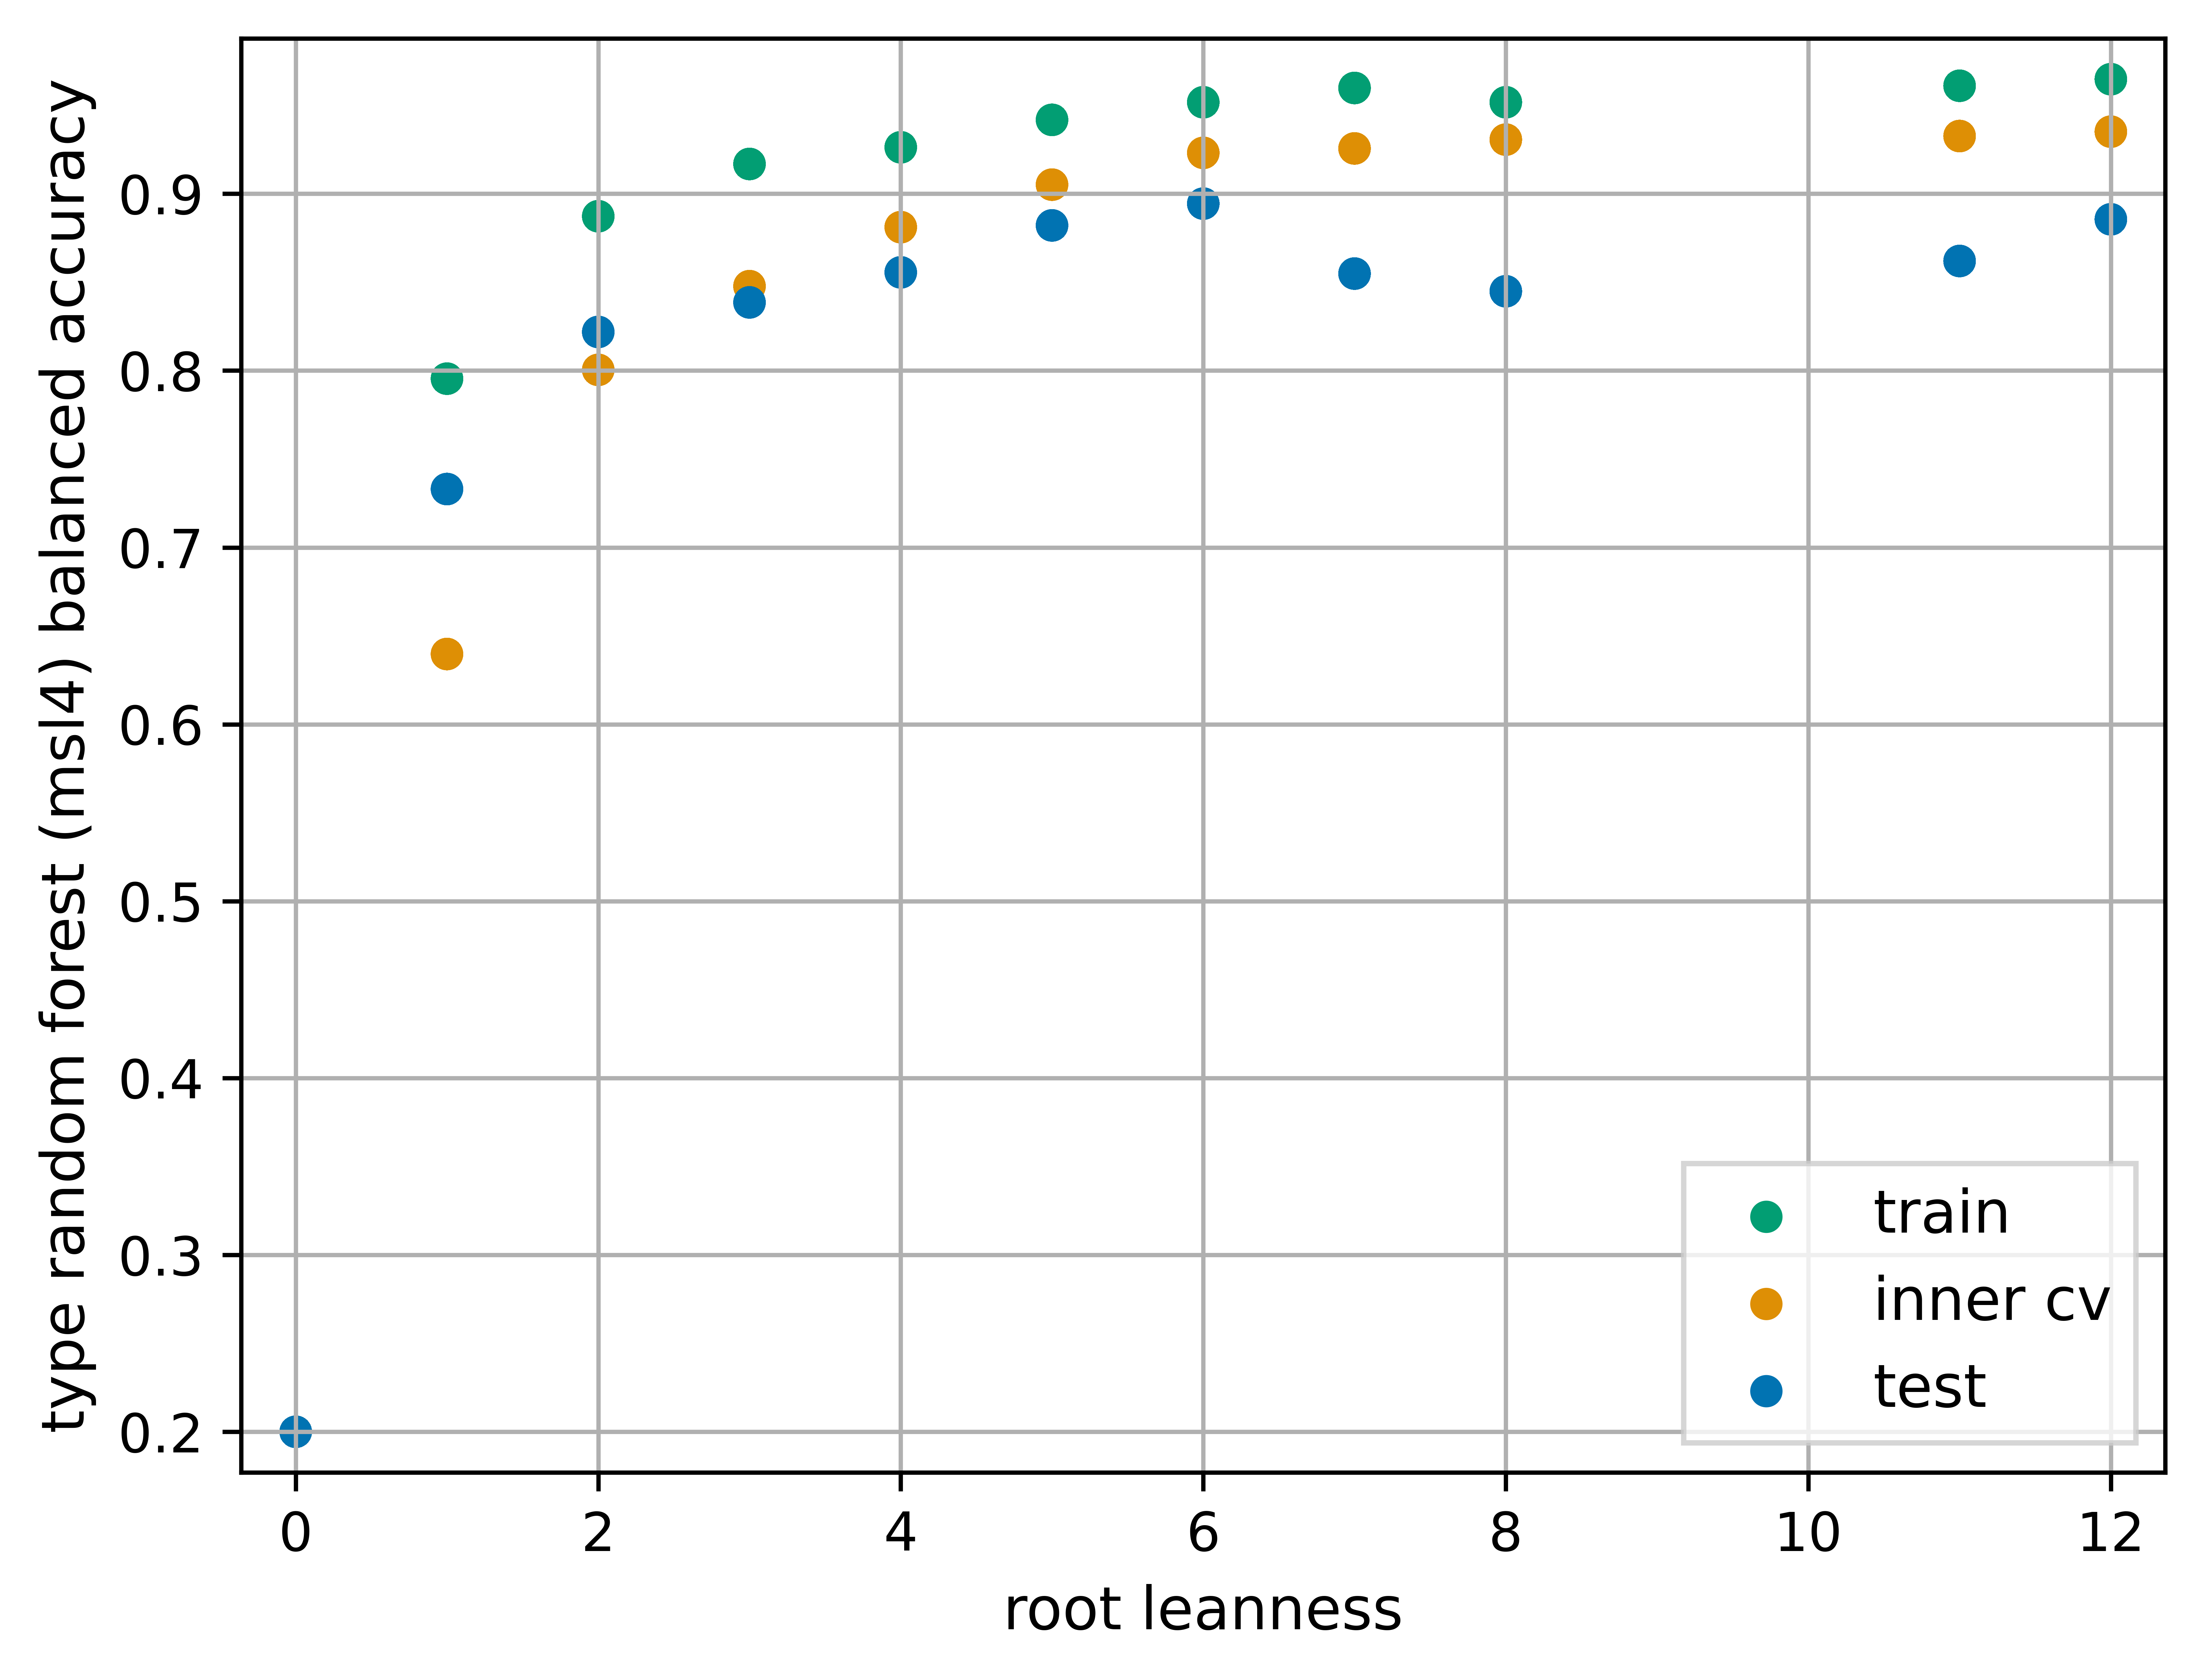 type random forest (msl4) balanced accuracy
0.9
0.8
0.7
0.6
0.5
0.4
0.3
0.2
train
inner cv
test
0 2 4 6 8 10 12
root leanness